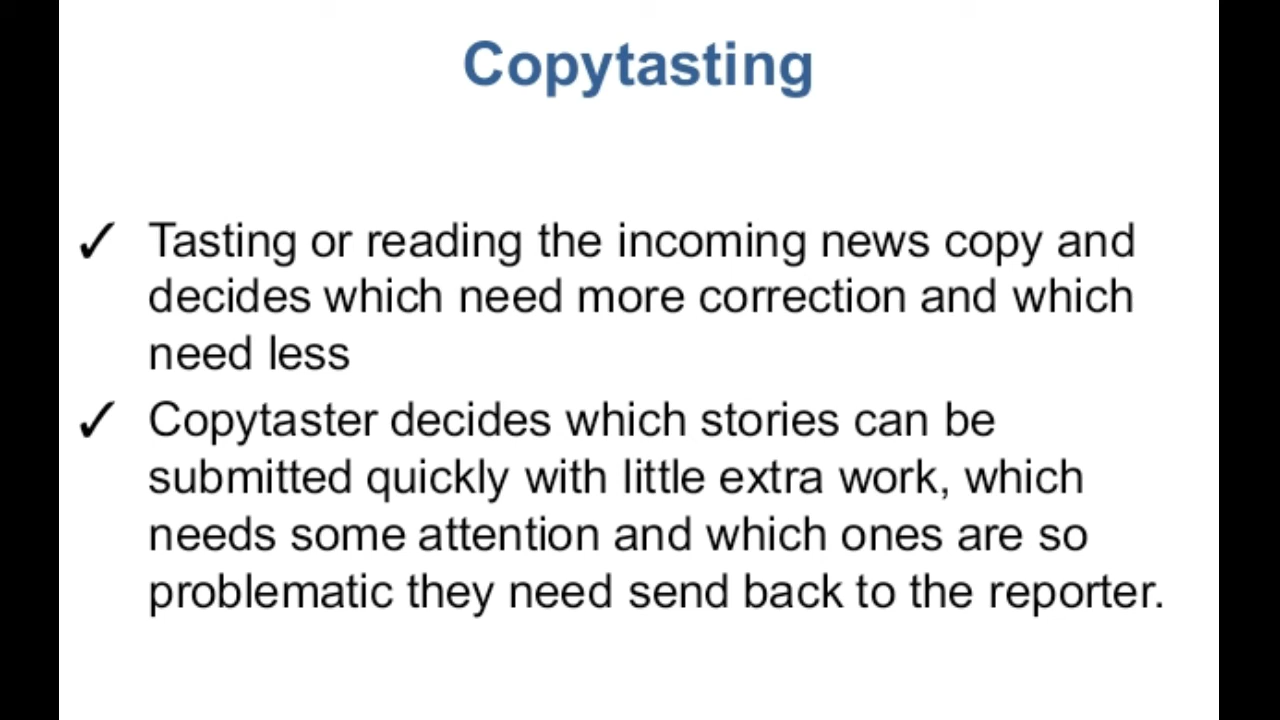 Copytasting
✓ Tasting or reading the incoming news copy and
decides which need more correction and which
need less
✓ Copytaster decides which stories can be
submitted quickly with little extra work, which
needs some attention and which ones are so
problematic they need send back to the reporter.